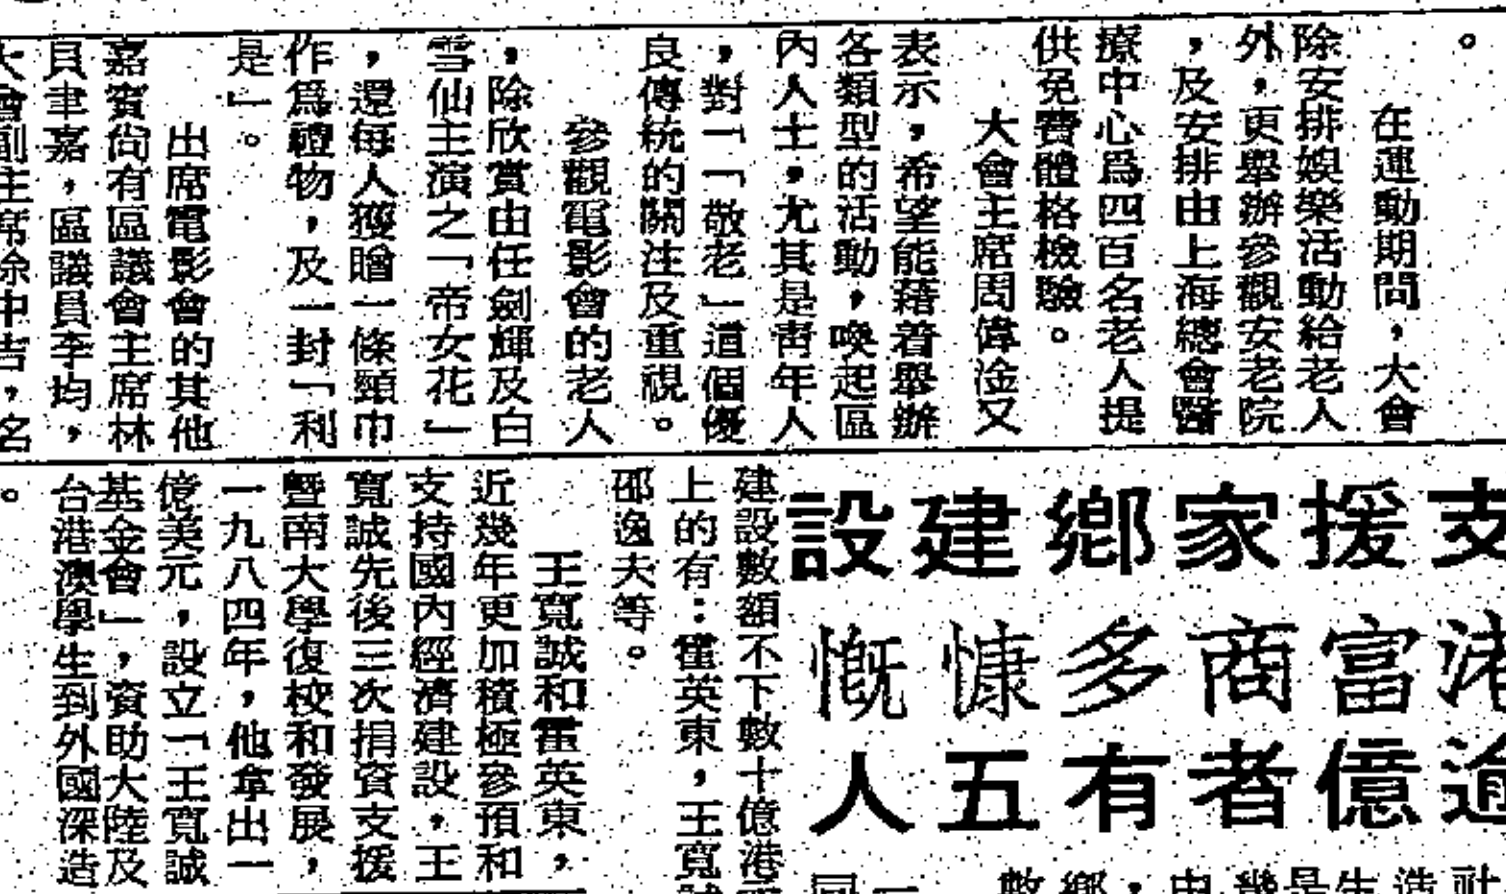 。
在運動期間，大會
除安排娛樂活動給老人
外，更舉辦參觀安老院
，及安排由上海總會醫
療中心爲四百名老人提
供免費體格檢驗。
大會主席周偉淦又
表示，希望能藉着舉辦
各類型的活動，喚起區
內人士，尤其是靑年人
，對「「敬老」這個優
良傳統的關注及重視。
參觀電影會的老人
，除欣賞由任劍輝及白
雪仙主演之「帝女花」
，還每人獲贈一條頸巾
作爲禮物，及一封「利
是」。
出席電影會的其他
嘉賓尚有區議會主席林
貝聿嘉，區議員李均，
大會副主席徐中吉，名
支援家鄉建設
港富商多慷慨
逾億者有五人
建設數額不下數十億港
上的有：霍英東，王寬誠
邵逸夫等。
王寬誠和霍英東，
近幾年更加積極參預和
支持國內經濟建設，王
寬誠先後三次捐資支援
暨南大學復校和發展，
一九八四年，他拿出一
億美元，設立「王寬誠
基金會」，資助大陸及
台港澳學生到外國深造
。